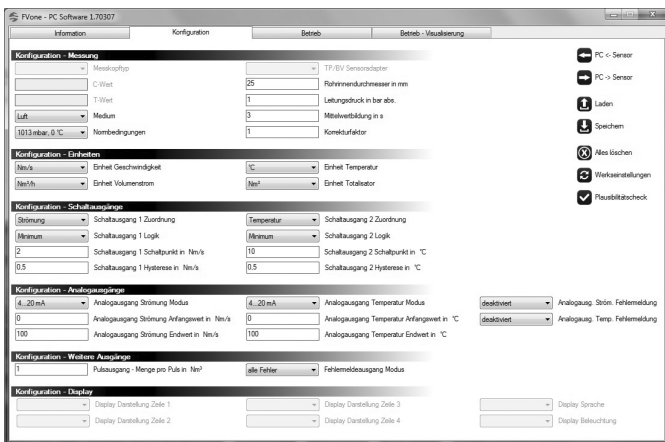 FVone - PC Software 1.70307
Information Konfiguration Betrieb Betrieb - Visualisierung
Konfiguration - Messung
Messkopftyp TP/BV Sensoradapter
C-Wert 25 Rohrinnendurchmesser in mm
T-Wert 1 Leitungsdruck in bar abs.
Luft Medium 3 Mittelwertbildung in s
1013 mbar, 0 °C Normbedingungen 1 Korrekturfaktor
Konfiguration - Einheiten
Nm/s Einheit Geschwindigkeit °C Einheit Temperatur
Nm³/h Einheit Volumenstrom Nm³ Einheit Totalisator
Konfiguration - Schaltausgänge
Strömung Schaltausgang 1 Zuordnung Temperatur Schaltausgang 2 Zuordnung
Minimum Schaltausgang 1 Logik Minimum Schaltausgang 2 Logik
2 Schaltausgang 1 Schaltpunkt in Nm/s 10 Schaltausgang 2 Schaltpunkt in °C
0,5 Schaltausgang 1 Hysterese in Nm/s 0,5 Schaltausgang 2 Hysterese in °C
Konfiguration - Analogausgänge
4...20 mA Analogausgang Strömung Modus 4...20 mA Analogausgang Temperatur Modus deaktiviert Analogausg. Ström. Fehlermeldung
0 Analogausgang Strömung Anfangswert in Nm/s 0 Analogausgang Temperatur Anfangswert in °C deaktiviert Analogausg. Temp. Fehlermeldung
100 Analogausgang Strömung Endwert in Nm/s 100 Analogausgang Temperatur Endwert in °C
Konfiguration - Weitere Ausgänge
1 Pulsausgang - Menge pro Puls in Nm³ alle Fehler Fehlermeldeausgang Modus
Konfiguration - Display
Display Darstellung Zeile 1 Display Darstellung Zeile 3 Display Sprache
Display Darstellung Zeile 2 Display Darstellung Zeile 4 Display Beleuchtung
PC <- Sensor
PC -> Sensor
Laden
Speichern
Alles löschen
Werkseinstellungen
Plausibilitätscheck